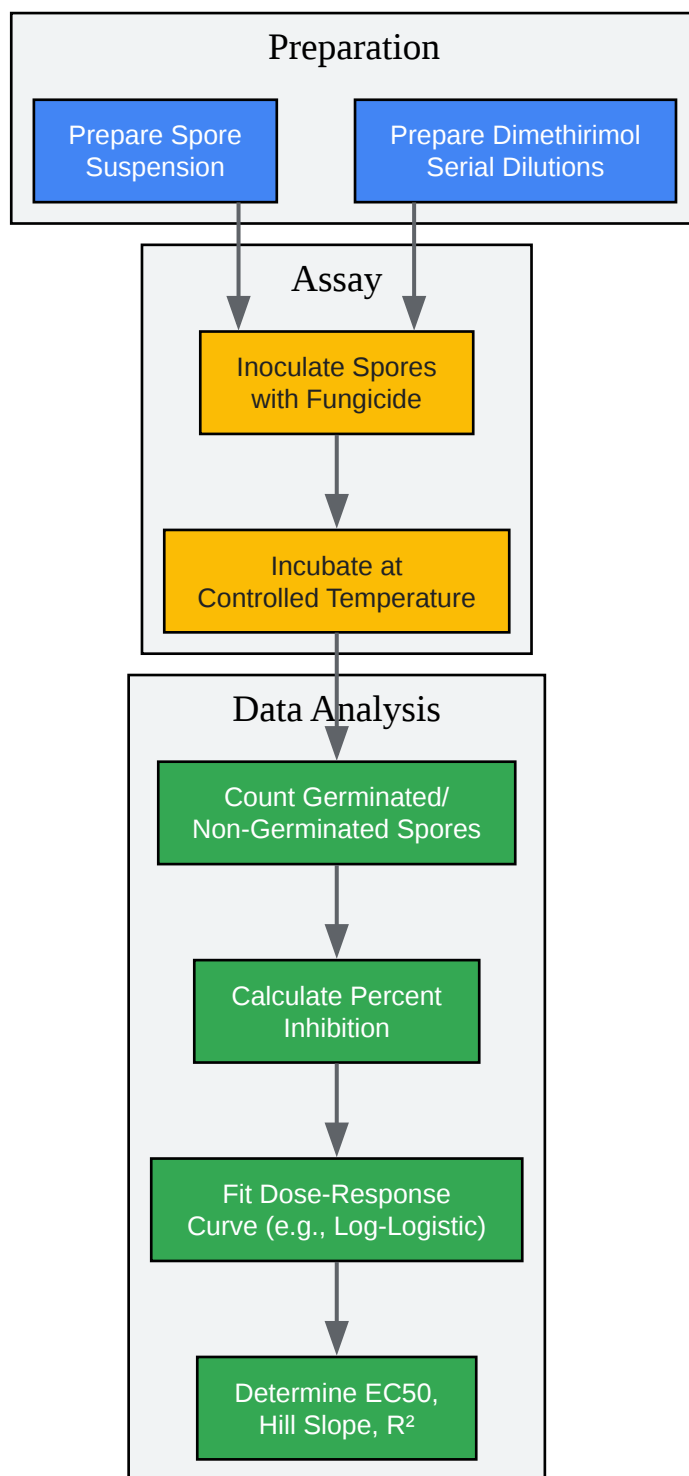 Preparation
Prepare Spore
Suspension
Prepare Dimethirimol
Serial Dilutions
Assay
Inoculate Spores
with Fungicide
Incubate at
Controlled Temperature
Data Analysis
Count Germinated/
Non-Germinated Spores
Calculate Percent
Inhibition
Fit Dose-Response
Curve (e.g., Log-Logistic)
Determine EC50,
Hill Slope, R²